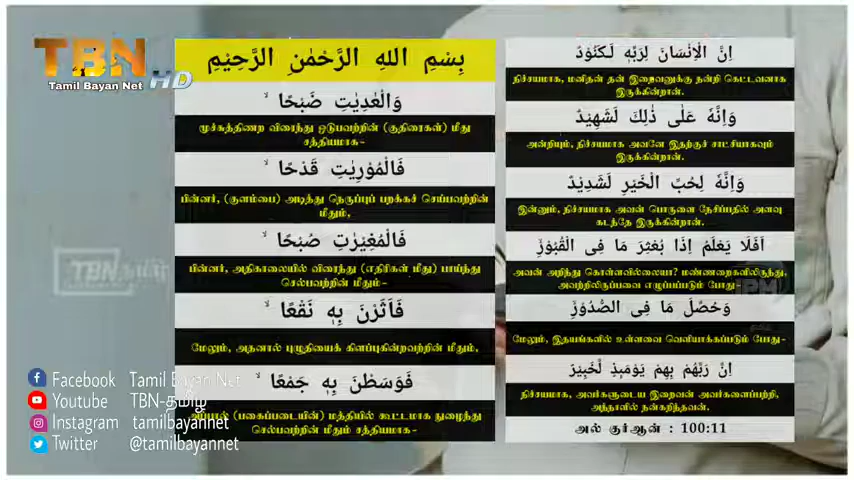 TBN HD
Tamil Bayan Net
بِسْمِ اللهِ الرَّحْمٰنِ الرَّحِيْمِ
وَالْعٰدِيٰتِ ضَبْحًا ۙ
மூச்சுத்திணற விரைந்து ஓடுபவற்றின் (குதிரைகள்) மீது
சத்தியமாக-
فَالْمُوْرِيٰتِ قَدْحًا ۙ
பின்னர், (குளம்பை) அடித்து நெருப்புப் பறக்கச் செய்பவற்றின்
மீதும்,
فَالْمُغِيْرٰتِ صُبْحًا ۙ
பின்னர், அதிகாலையில் விரைந்து (எதிரிகள் மீது) பாய்ந்து
செல்பவற்றின் மீதும்-
فَاَثَرْنَ بِهٖ نَقْعًا ۙ
மேலும், அதனால் புழுதியைக் கிளப்புகின்றவற்றின் மீதும்,
فَوَسَطْنَ بِهٖ جَمْعًا ۙ
அப்பால் (பகைப்படையின்) மத்தியில் கூட்டமாக நுழைந்து
செல்பவற்றின் மீதும் சத்தியமாக-
اِنَّ الْاِنْسَانَ لِرَبِّهٖ لَـكَنُوْدٌ
நிச்சயமாக, மனிதன் தன் இறைவனுக்கு நன்றி கெட்டவனாக
இருக்கின்றான்.
وَاِنَّهٗ عَلٰى ذٰلِكَ لَشَهِيْدٌ
அன்றியும், நிச்சயமாக அவனே இதற்குச் சாட்சியாகவும்
இருக்கின்றான்.
وَاِنَّهٗ لِحُبِّ الْخَيْرِ لَشَدِيْدٌ
இன்னும், நிச்சயமாக அவன் பொருளை நேசிப்பதில் அளவு
கடந்தே இருக்கின்றான்.
اَفَلَا يَعْلَمُ اِذَا بُعْثِرَ مَا فِى الْقُبُوْرِ
அவன் அறிந்து கொள்ளவில்லையா? மண்ணறைகளிலிருந்து,
அவற்றிலிருப்பவை எழுப்பப்படும் போது-
وَحُصِّلَ مَا فِى الصُّدُوْرِ
மேலும், இதயங்களில் உள்ளவை வெளியாக்கப்படும் போது-
اِنَّ رَبَّهُمْ بِهِمْ يَوْمَٮِٕذٍ لَّخَبِيْرٌ
நிச்சயமாக, அவர்களுடைய இறைவன் அவர்களைப்பற்றி,
அந்நாளில் நன்கறிந்தவன்.
அல் குர்ஆன் : 100:11
TBN தமிழ்
Facebook Tamil Bayan Net
Youtube TBN-தமிழ்
Instagram tamilbayannet
Twitter @tamilbayannet